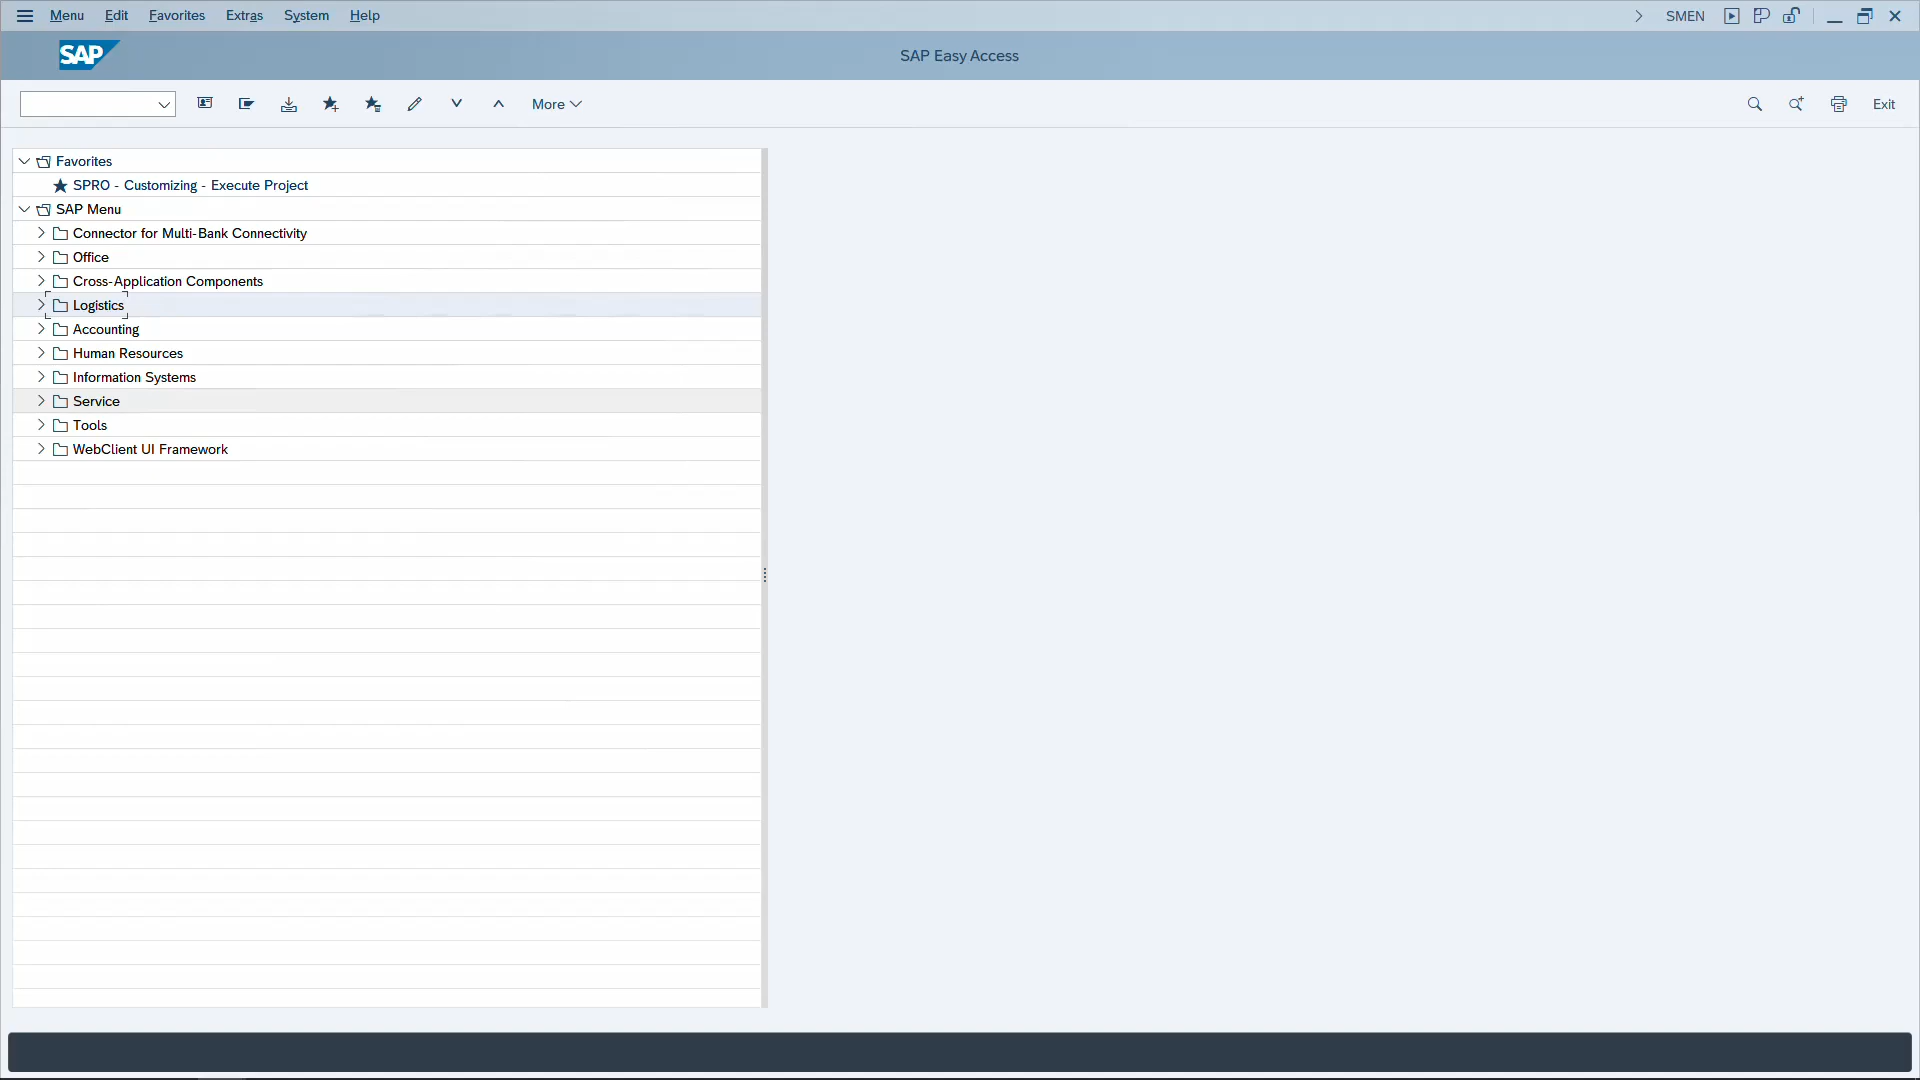 Menu Edit Favorites Extras System Help SMEN
SAP SAP Easy Access
More Exit
Favorites
SPRO - Customizing - Execute Project
SAP Menu
Connector for Multi-Bank Connectivity
Office
Cross-Application Components
Logistics
Accounting
Human Resources
Information Systems
Service
Tools
WebClient UI Framework